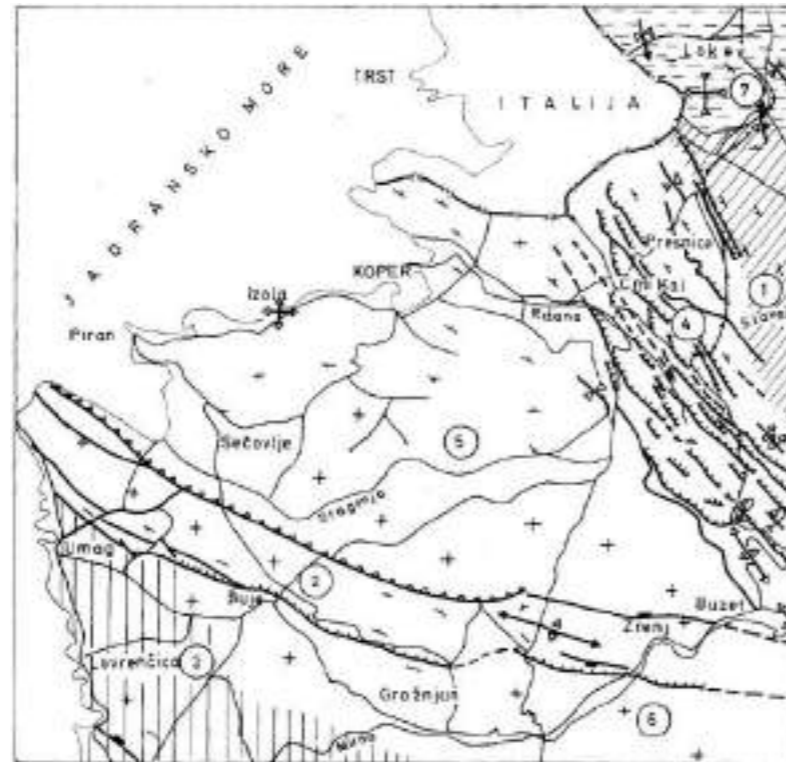 Lokev
TRST
ITALIJA
7
JADRANSKO MORE
Presnica
KOPER
Črni Kal
1
Izola
Rižana
4
Piran
Sečovlje
5
Dragonja
Umag
2
Buje
Buzet
Zrenj
Lovrenčica
3
Grožnjan
6
Mirna